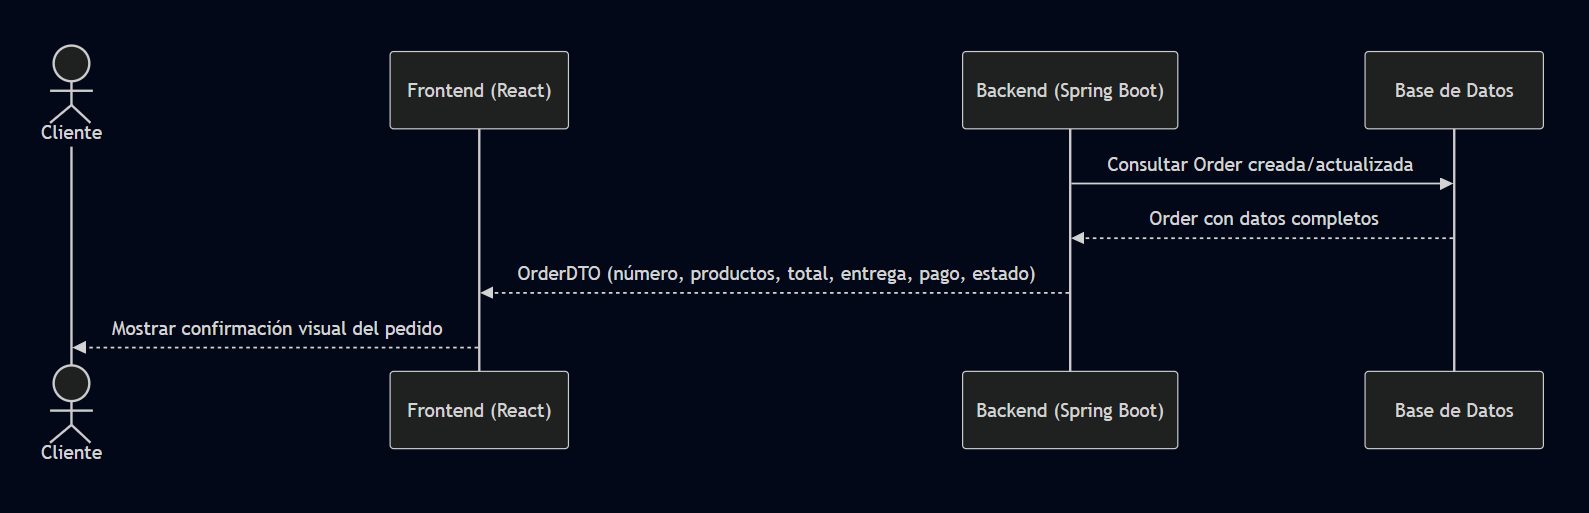 Cliente
Frontend (React)
Backend (Spring Boot)
Base de Datos
Consultar Order creada/actualizada
Order con datos completos
OrderDTO (número, productos, total, entrega, pago, estado)
Mostrar confirmación visual del pedido
Cliente
Frontend (React)
Backend (Spring Boot)
Base de Datos